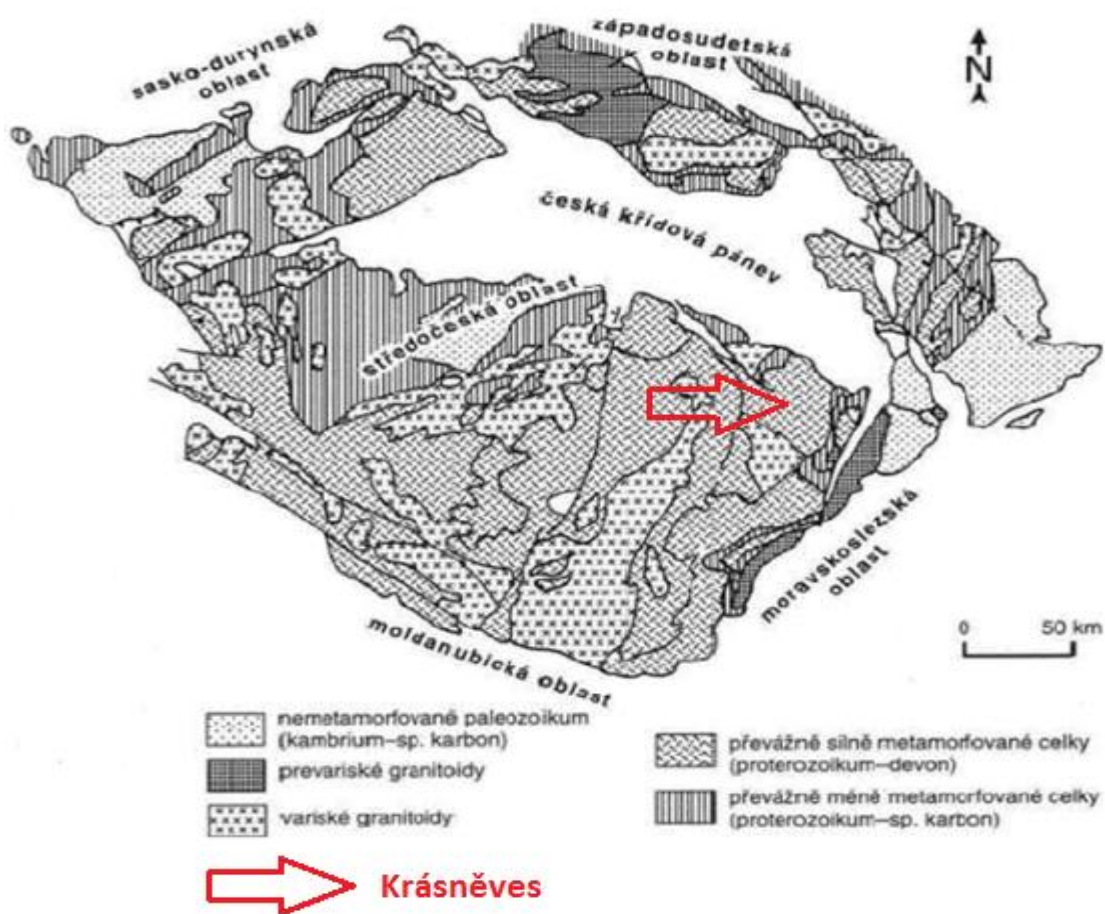 sasko-durynská
oblast
západosudetská
oblast
N
česká křídová pánev
středočeská oblast
moravskoslezská
oblast
moldanubická oblast
0 50 km
nemetamorfované paleozoikum
(kambrium–sp. karbon)
prevariské granitoidy
variské granitoidy
převážně silně metamorfované celky
(proterozoikum–devon)
převážně méně metamorfované celky
(proterozoikum–sp. karbon)
Krásněves